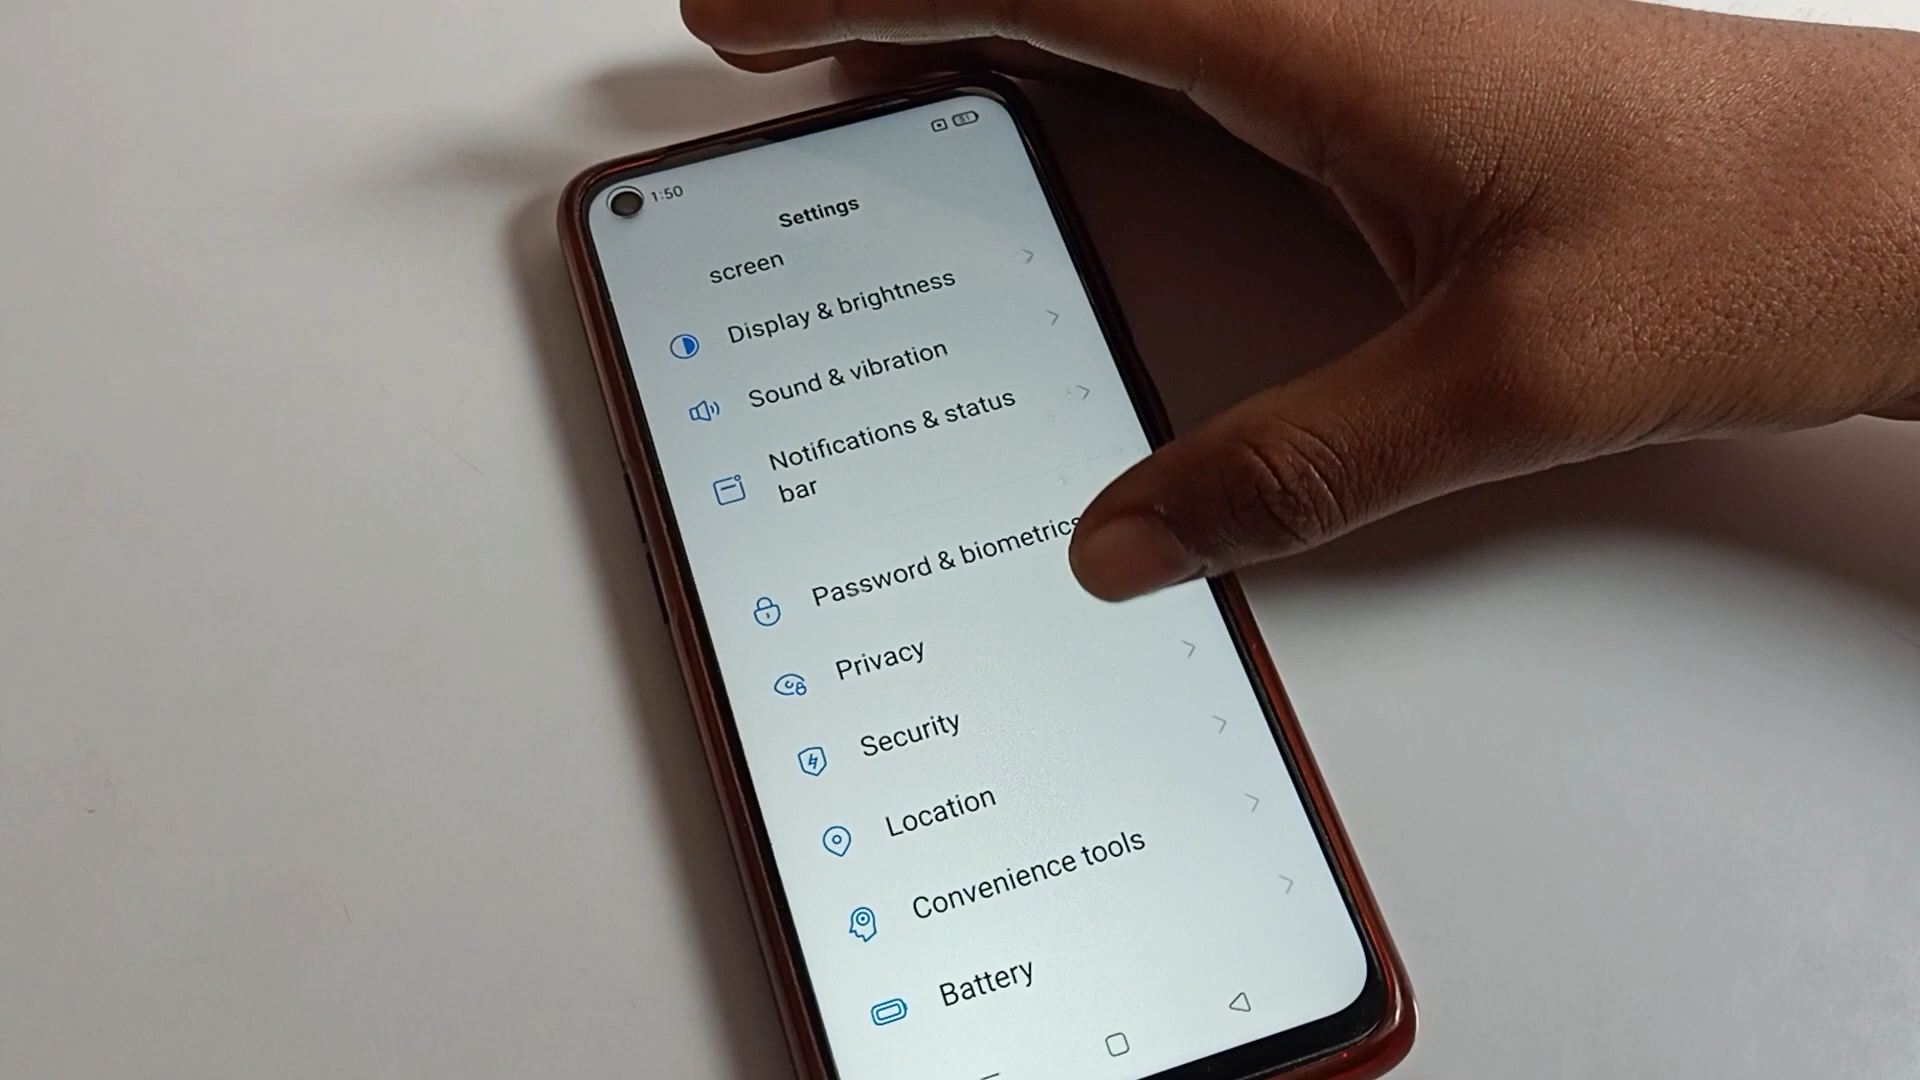 1:50
51
Settings
screen
Display & brightness
Sound & vibration
Notifications & status
bar
Password & biometrics
Privacy
Security
Location
Convenience tools
Battery